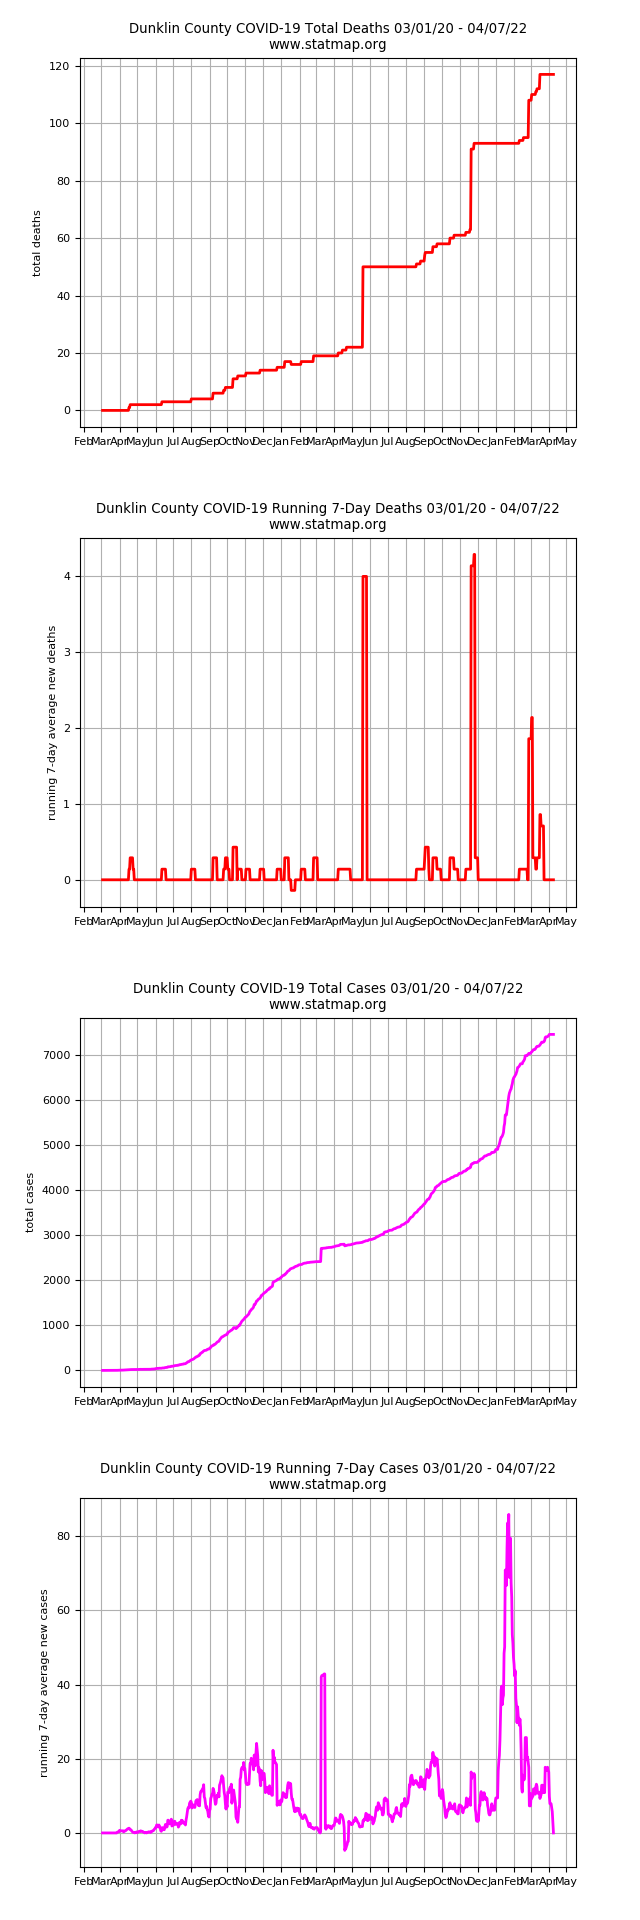 Dunklin County COVID-19 Total Deaths 03/01/20 - 04/07/22
www.statmap.org
120
100
80
60
40
20
0
total deaths
Feb Mar Apr May Jun Jul Aug Sep Oct Nov Dec Jan Feb Mar Apr May Jun Jul Aug Sep Oct Nov Dec Jan Feb Mar Apr May
Dunklin County COVID-19 Running 7-Day Deaths 03/01/20 - 04/07/22
www.statmap.org
4
3
2
1
0
running 7-day average new deaths
Feb Mar Apr May Jun Jul Aug Sep Oct Nov Dec Jan Feb Mar Apr May Jun Jul Aug Sep Oct Nov Dec Jan Feb Mar Apr May
Dunklin County COVID-19 Total Cases 03/01/20 - 04/07/22
www.statmap.org
7000
6000
5000
4000
3000
2000
1000
0
total cases
Feb Mar Apr May Jun Jul Aug Sep Oct Nov Dec Jan Feb Mar Apr May Jun Jul Aug Sep Oct Nov Dec Jan Feb Mar Apr May
Dunklin County COVID-19 Running 7-Day Cases 03/01/20 - 04/07/22
www.statmap.org
80
60
40
20
0
running 7-day average new cases
Feb Mar Apr May Jun Jul Aug Sep Oct Nov Dec Jan Feb Mar Apr May Jun Jul Aug Sep Oct Nov Dec Jan Feb Mar Apr May